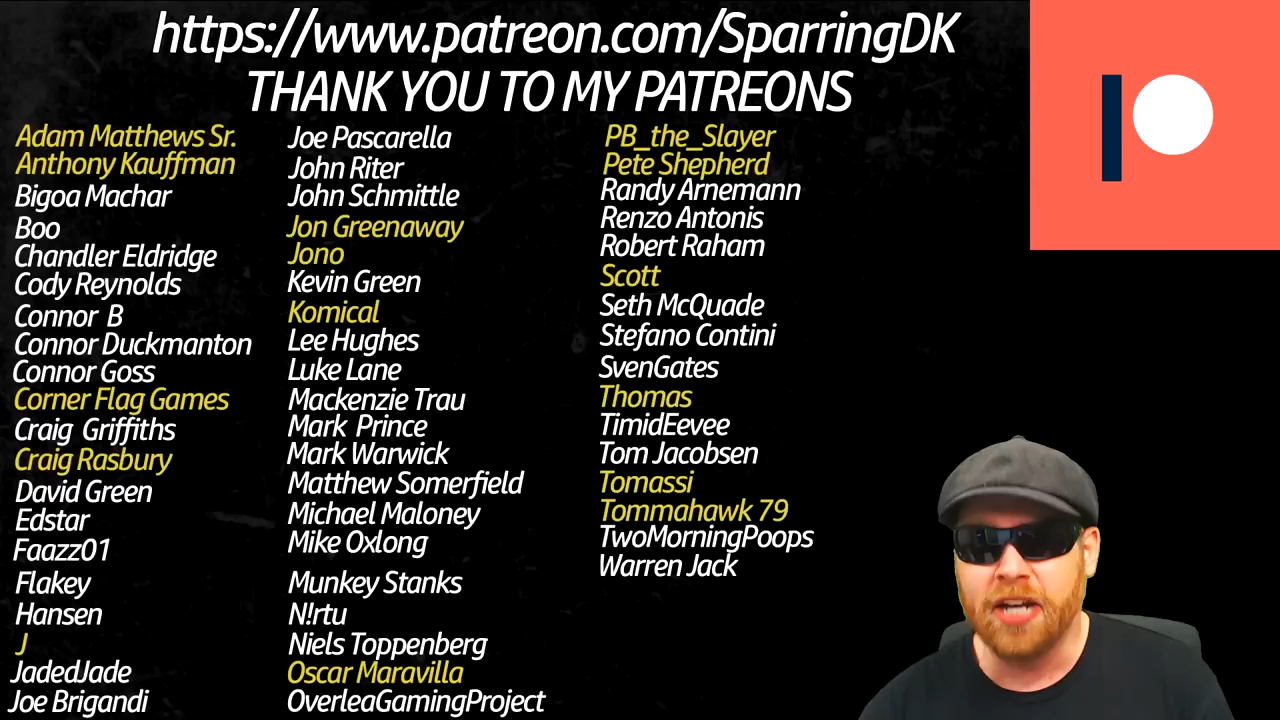 https://www.patreon.com/SparringDK
THANK YOU TO MY PATREONS
Adam Matthews Sr.
Anthony Kauffman
Bigoa Machar
Boo
Chandler Eldridge
Cody Reynolds
Connor B
Connor Duckmanton
Connor Goss
Corner Flag Games
Craig Griffiths
Craig Rasbury
David Green
Edstar
Faazz01
Flakey
Hansen
J
JadedJade
Joe Brigandi
Joe Pascarella
John Riter
John Schmittle
Jon Greenaway
Jono
Kevin Green
Komical
Lee Hughes
Luke Lane
Mackenzie Trau
Mark Prince
Mark Warwick
Matthew Somerfield
Michael Maloney
Mike Oxlong
Munkey Stanks
N!rtu
Niels Toppenberg
Oscar Maravilla
OverleaGamingProject
PB_the_Slayer
Pete Shepherd
Randy Arnemann
Renzo Antonis
Robert Raham
Scott
Seth McQuade
Stefano Contini
SvenGates
Thomas
TimidEevee
Tom Jacobsen
Tomassi
Tommahawk 79
TwoMorningPoops
Warren Jack